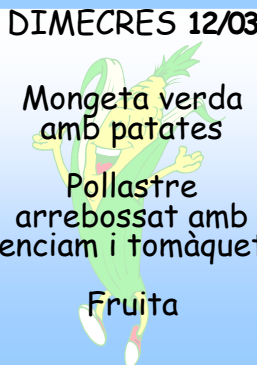 DIMECRES 12/03
Mongeta verda
amb patates
Pollastre
arrebossat amb
enciam i tomàquet
Fruita